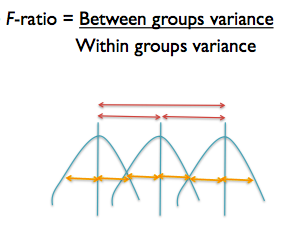 F-ratio = Between groups variance
Within groups variance